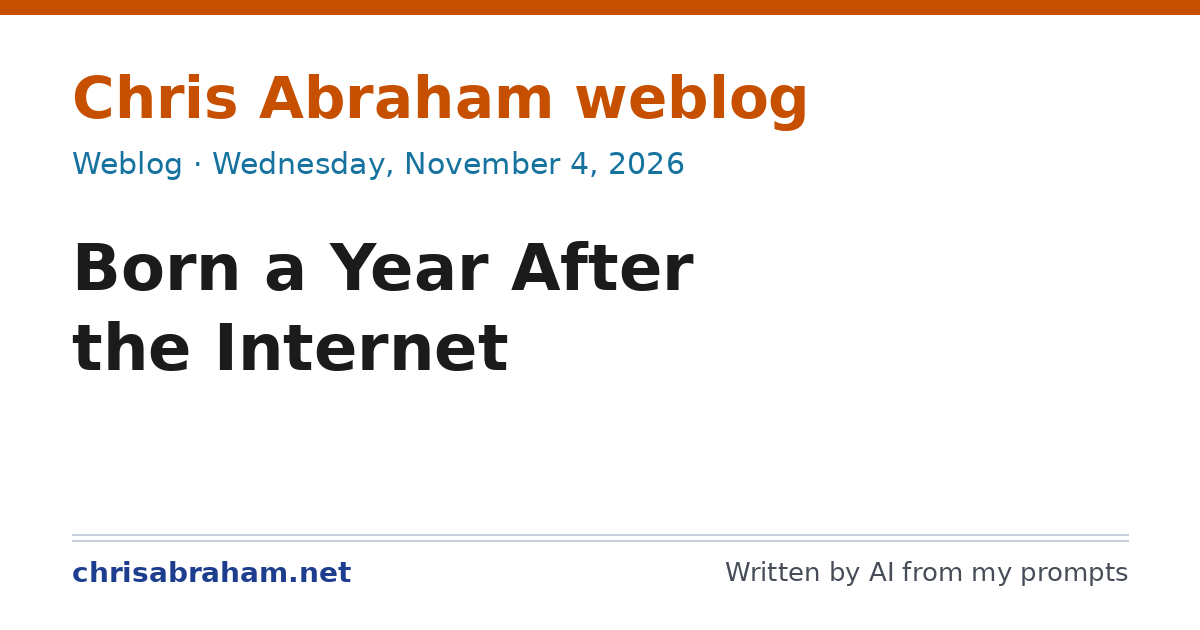 Chris Abraham weblog
Weblog · Wednesday, November 4, 2026
Born a Year After
the Internet
chrisabraham.net
Written by AI from my prompts